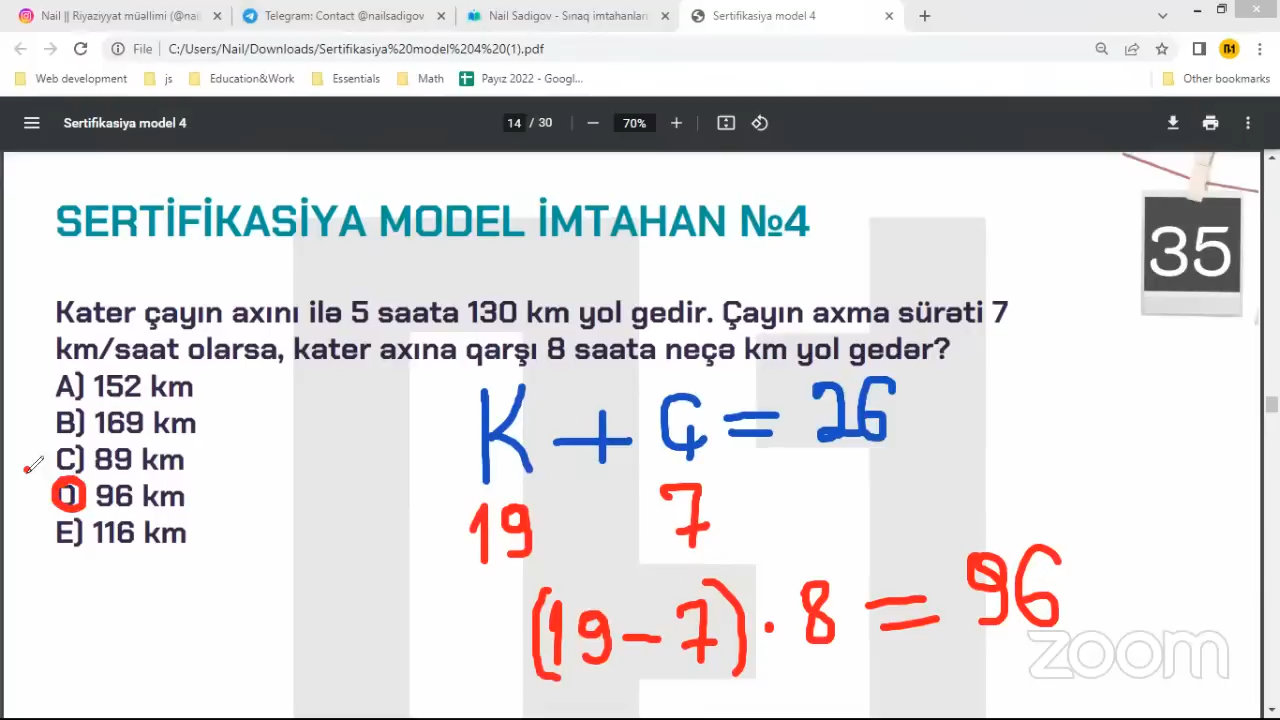 Nail || Riyaziyyat müəllimi (@nail
Telegram: Contact @nailsadigov
Nail Sadigov - Sınaq imtahanları
Sertifikasiya model 4
File
C:/Users/Nail/Downloads/Sertifikasiya%20model%204%20(1).pdf
Web development
js
Education&Work
Essentials
Math
Payız 2022 - Googl...
Other bookmarks
Sertifikasiya model 4
14 / 30
70%
SERTİFİKASİYA MODEL İMTAHAN №4
35
Kater çayın axını ilə 5 saata 130 km yol gedir. Çayın axma sürəti 7
km/saat olarsa, kater axına qarşı 8 saata neçə km yol gedər?
A) 152 km
B) 169 km
C) 89 km
D) 96 km
E) 116 km
K + Ç = 26
19 7
(19 - 7) · 8 = 96
zoom